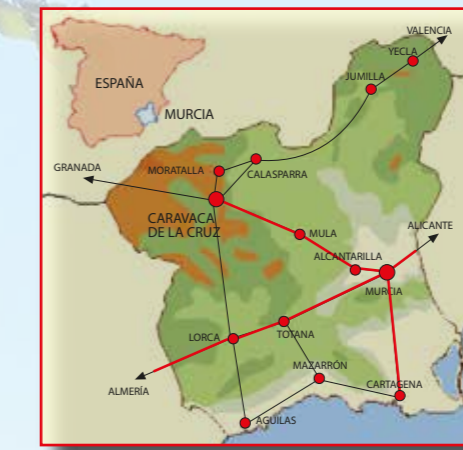 VALENCIA
YECLA
JUMILLA
ESPAÑA
MURCIA
GRANADA
MORATALLA
CALASPARRA
CARAVACA
DE LA CRUZ
ALICANTE
MULA
ALCANTARILLA
MURCIA
LORCA
TOTANA
MAZARRÓN
ALMERÍA
CARTAGENA
AGUILAS